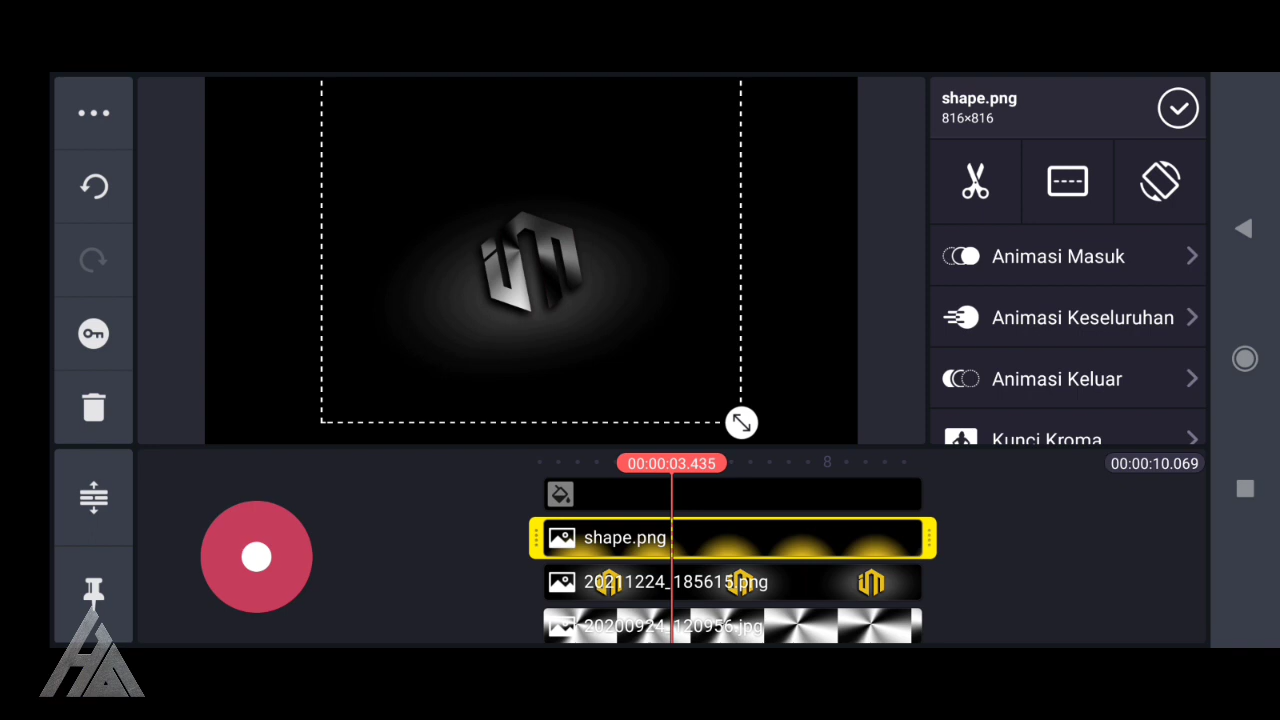 shape.png
816×816
Animasi Masuk
Animasi Keseluruhan
Animasi Keluar
Kunci Kroma
00:00:03.435
8
00:00:10.069
shape.png
20211224_185615.png
20200924_120956.jpg